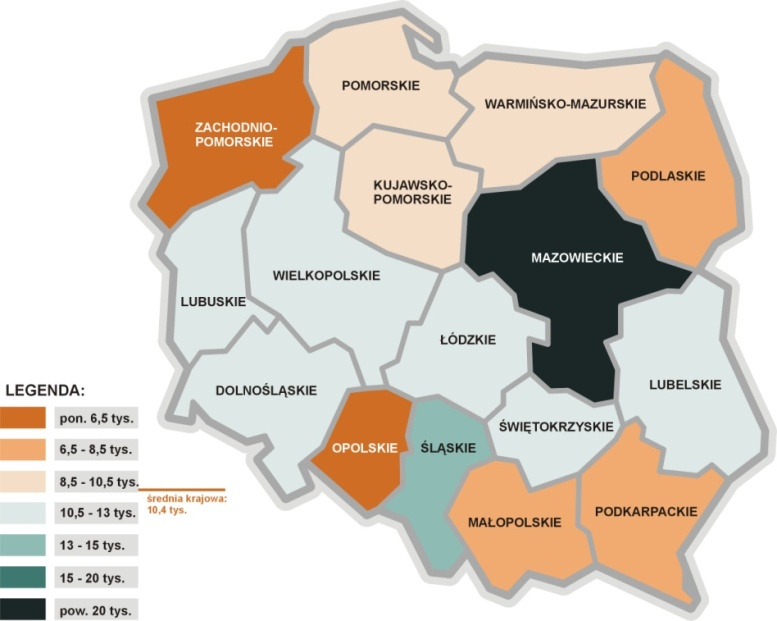 POMORSKIE
WARMIŃSKO-MAZURSKIE
ZACHODNIO-
POMORSKIE
PODLASKIE
KUJAWSKO-
POMORSKIE
MAZOWIECKIE
WIELKOPOLSKIE
LUBUSKIE
ŁÓDZKIE
DOLNOŚLĄSKIE
LUBELSKIE
ŚWIĘTOKRZYSKIE
OPOLSKIE
ŚLĄSKIE
MAŁOPOLSKIE
PODKARPACKIE
LEGENDA:
pon. 6,5 tys.
6,5 - 8,5 tys.
8,5 - 10,5 tys.
średnia krajowa:
10,4 tys.
10,5 - 13 tys.
13 - 15 tys.
15 - 20 tys.
pow. 20 tys.